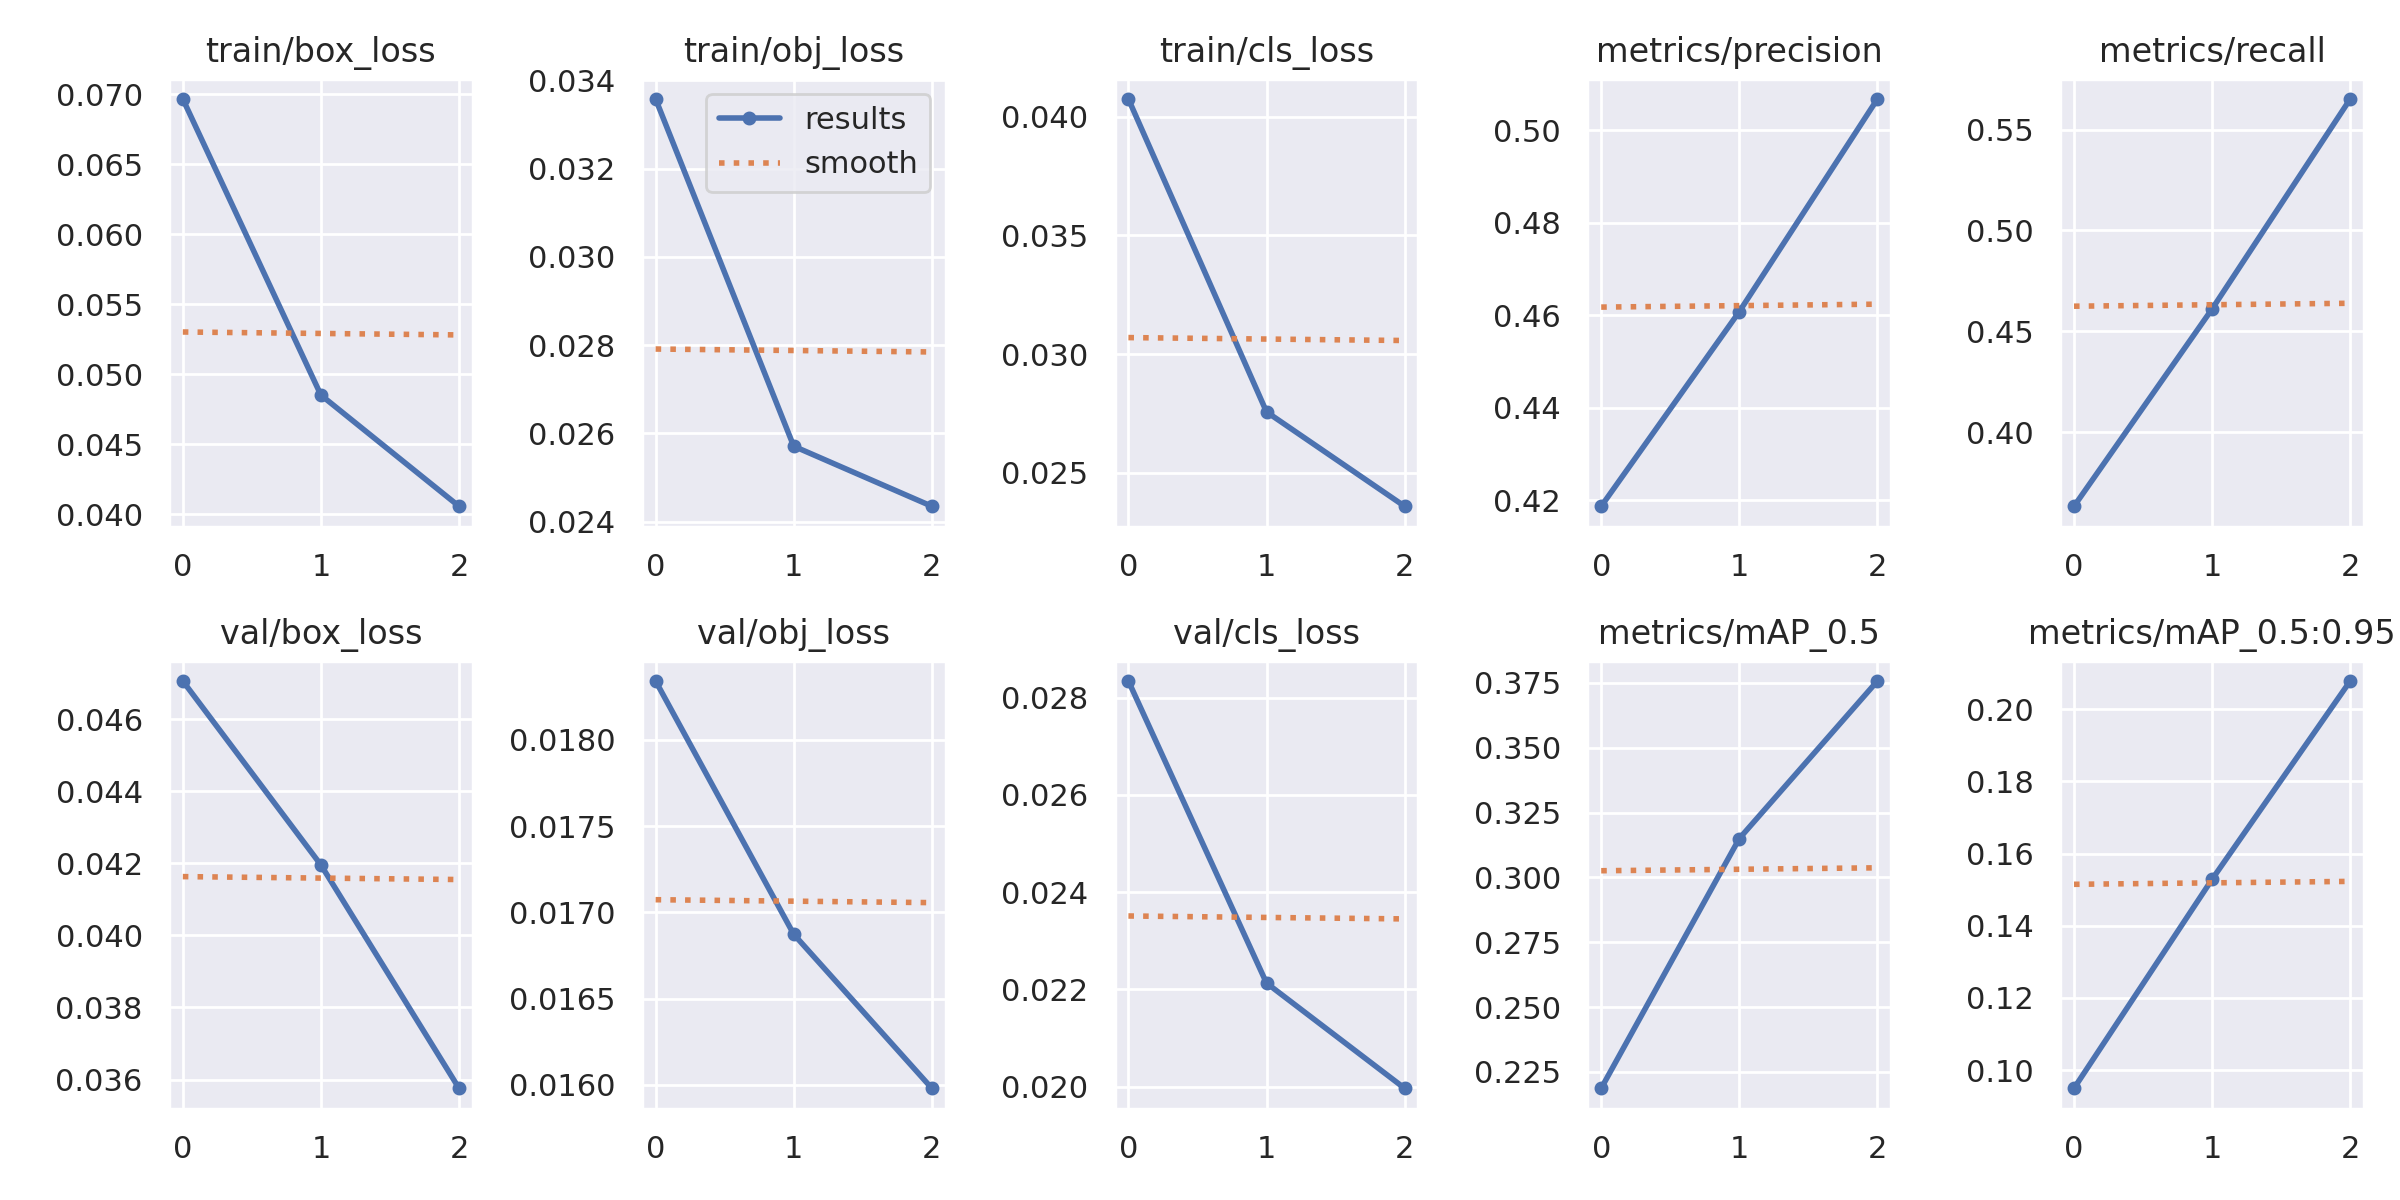 train/box_loss
0.070
0.065
0.060
0.055
0.050
0.045
0.040
0 1 2
train/obj_loss
results
smooth
0.034
0.032
0.030
0.028
0.026
0.024
0 1 2
train/cls_loss
0.040
0.035
0.030
0.025
0 1 2
metrics/precision
0.50
0.48
0.46
0.44
0.42
0 1 2
metrics/recall
0.55
0.50
0.45
0.40
0 1 2
val/box_loss
0.046
0.044
0.042
0.040
0.038
0.036
0 1 2
val/obj_loss
0.0180
0.0175
0.0170
0.0165
0.0160
0 1 2
val/cls_loss
0.028
0.026
0.024
0.022
0.020
0 1 2
metrics/mAP_0.5
0.375
0.350
0.325
0.300
0.275
0.250
0.225
0 1 2
metrics/mAP_0.5:0.95
0.20
0.18
0.16
0.14
0.12
0.10
0 1 2